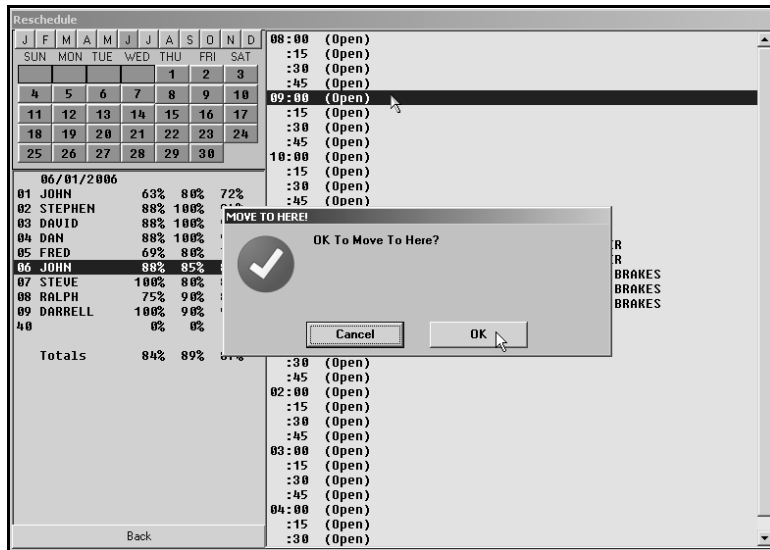 Reschedule
J F M A M J J A S O N D
SUN MON TUE WED THU FRI SAT
1 2 3
4 5 6 7 8 9 10
11 12 13 14 15 16 17
18 19 20 21 22 23 24
25 26 27 28 29 30
06/01/2006
01 JOHN 63% 80% 72%
02 STEPHEN 88% 100%
03 DAVID 88% 100%
04 DAN 88% 100%
05 FRED 69% 80%
06 JOHN 88% 85%
07 STEVE 100% 80%
08 RALPH 75% 90%
09 DARRELL 100% 90%
40 0% 0%
Totals 84% 89%
Back
08:00 (Open)
:15 (Open)
:30 (Open)
:45 (Open)
09:00 (Open)
:15 (Open)
:30 (Open)
:45 (Open)
10:00 (Open)
:15 (Open)
:30 (Open)
:45 (Open)
R
R
BRAKES
BRAKES
BRAKES
MOVE TO HERE!
OK To Move To Here?
Cancel OK
:30 (Open)
:45 (Open)
02:00 (Open)
:15 (Open)
:30 (Open)
:45 (Open)
03:00 (Open)
:15 (Open)
:30 (Open)
:45 (Open)
04:00 (Open)
:15 (Open)
:30 (Open)